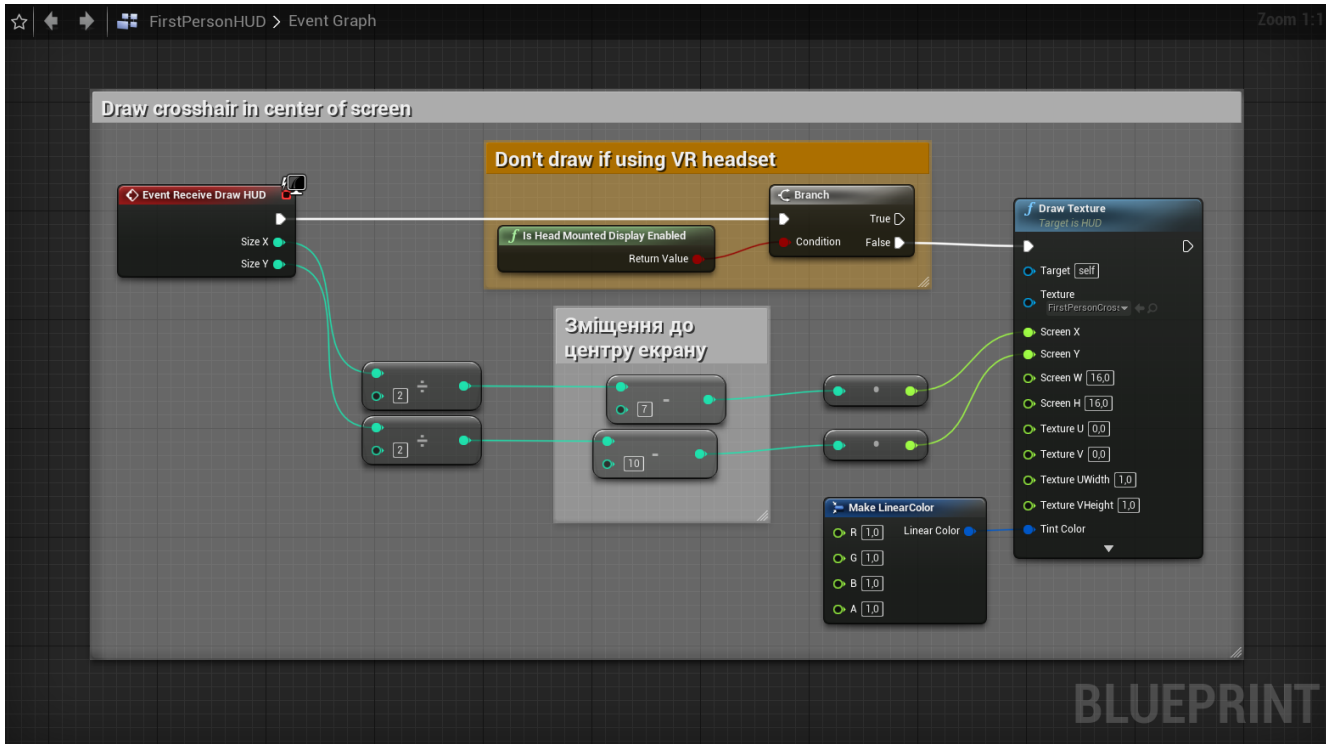 FirstPersonHUD > Event Graph
Zoom 1:1
Draw crosshair in center of screen
Don't draw if using VR headset
Event Receive Draw HUD
Size X
Size Y
Is Head Mounted Display Enabled
Return Value
Branch
True
Condition
False
Draw Texture
Target is HUD
Target self
Texture
FirstPersonCross
Screen X
Screen Y
Screen W 16,0
Screen H 16,0
Texture U 0,0
Texture V 0,0
Texture UWidth 1,0
Texture VHeight 1,0
Tint Color
Зміщення до
центру екрану
2 ÷
7 -
2 ÷
10 -
Make LinearColor
R 1,0 Linear Color
G 1,0
B 1,0
A 1,0
BLUEPRINT